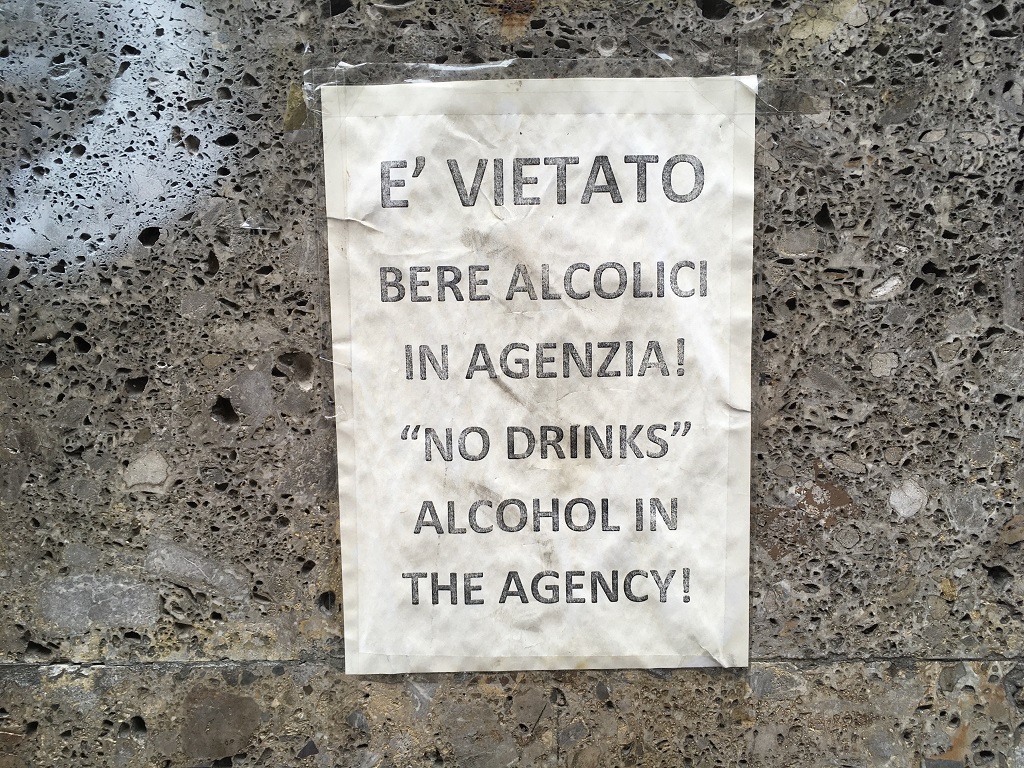 E' VIETATO
BERE ALCOLICI
IN AGENZIA!
“NO DRINKS”
ALCOHOL IN
THE AGENCY!